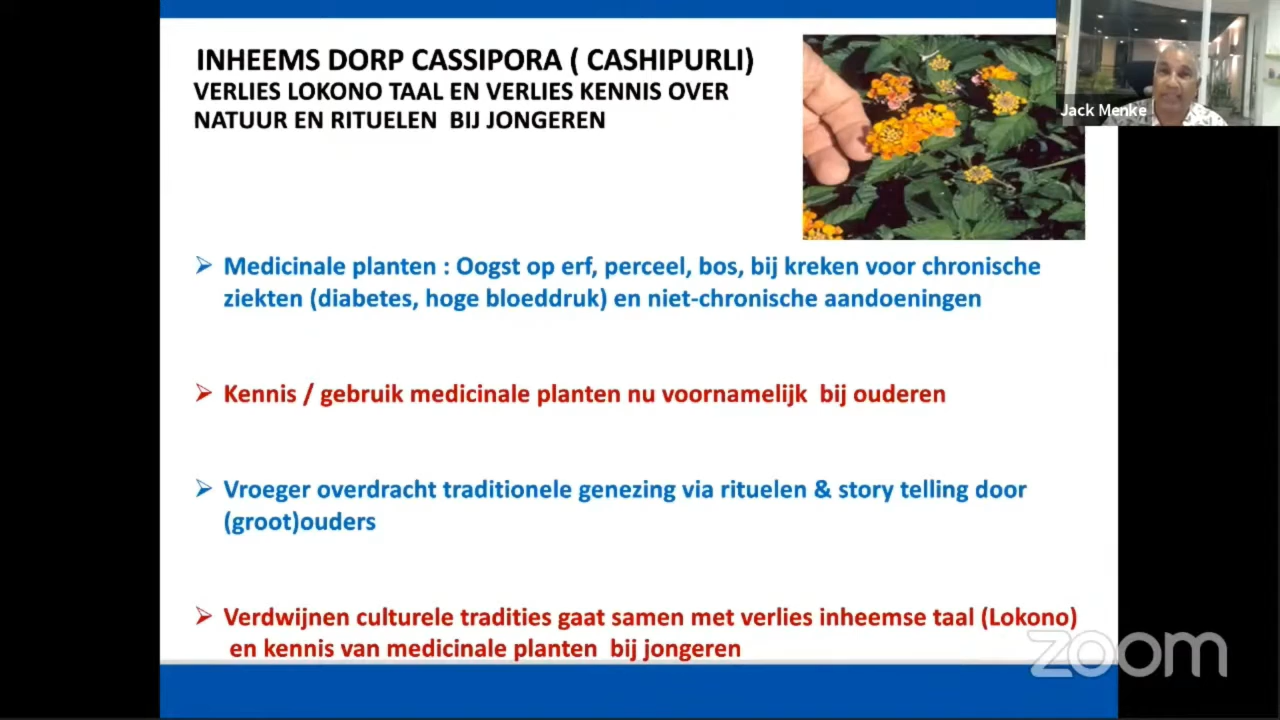 INHEEMS DORP CASSIPORA ( CASHIPURLI)
VERLIES LOKONO TAAL EN VERLIES KENNIS OVER
NATUUR EN RITUELEN BIJ JONGEREN
Jack Menke
➢ Medicinale planten : Oogst op erf, perceel, bos, bij kreken voor chronische
ziekten (diabetes, hoge bloeddruk) en niet-chronische aandoeningen
➢ Kennis / gebruik medicinale planten nu voornamelijk bij ouderen
➢ Vroeger overdracht traditionele genezing via rituelen & story telling door
(groot)ouders
➢ Verdwijnen culturele tradities gaat samen met verlies inheemse taal (Lokono)
en kennis van medicinale planten bij jongeren
zoom